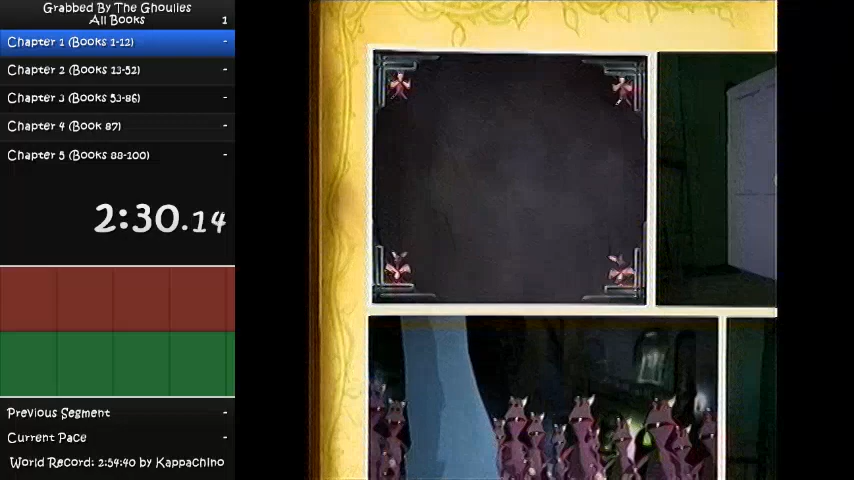 Grabbed By The Ghoulies
All Books 1
Chapter 1 (Books 1-12) -
Chapter 2 (Books 13-52) -
Chapter 3 (Books 53-86) -
Chapter 4 (Book 87) -
Chapter 5 (Books 88-100) -
2:30.14
Previous Segment -
Current Pace -
World Record: 2:54:40 by Kappachino